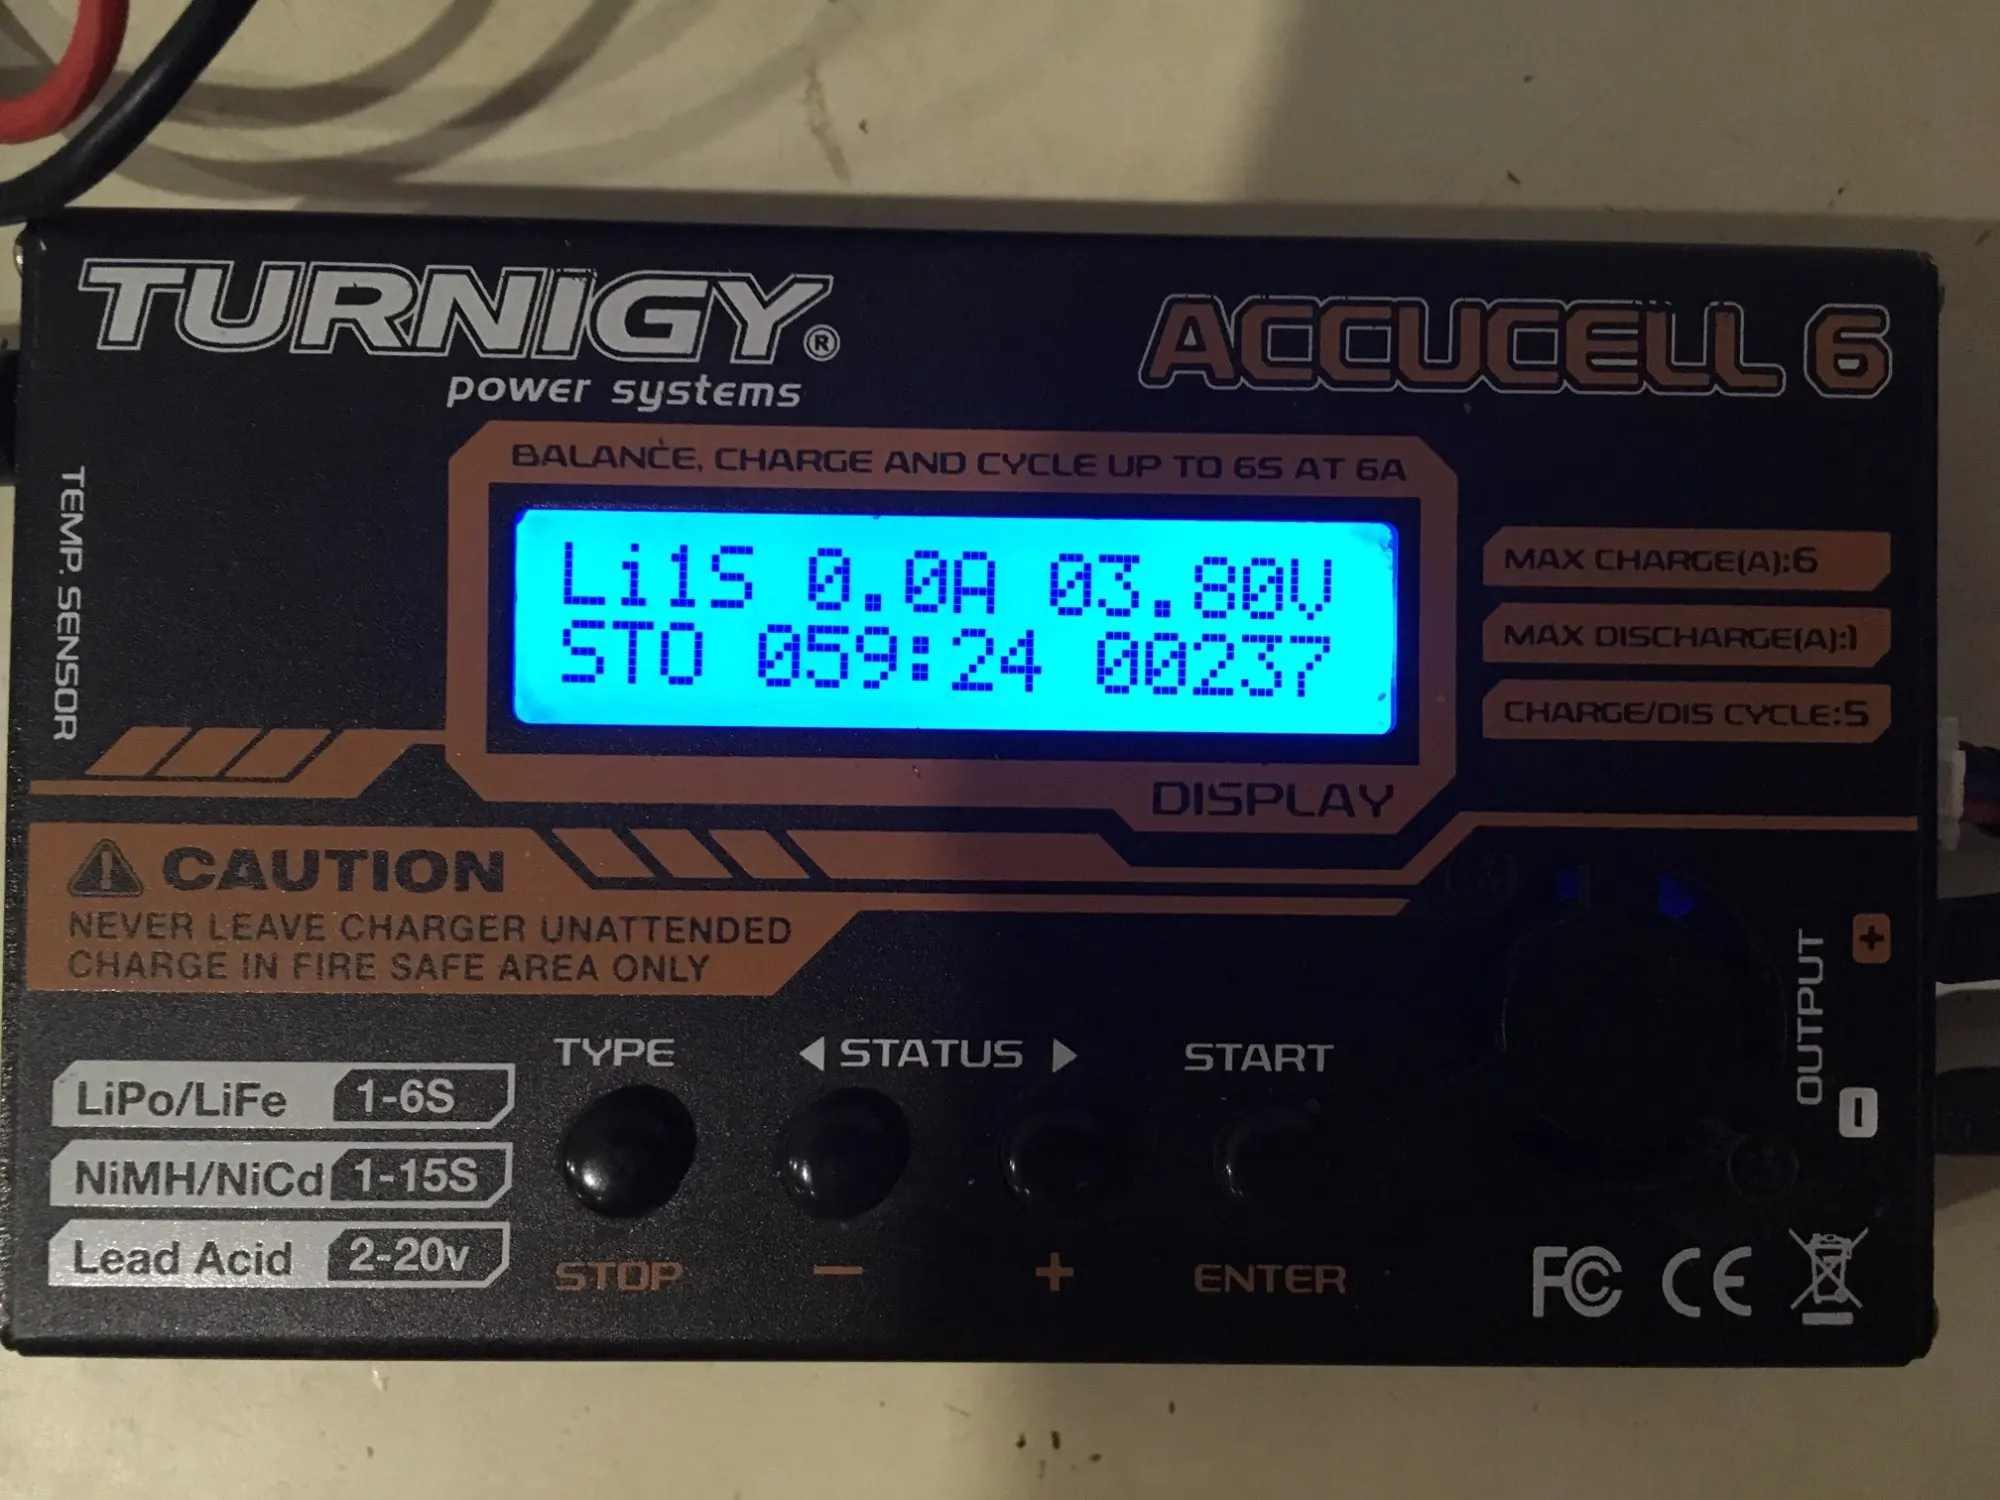 TURNIGY®
power systems
ACCUCELL 6
BALANCE, CHARGE AND CYCLE UP TO 6S AT 6A
TEMP. SENSOR
Li1S 0.0A 03.80V
STO 059:24 00237
DISPLAY
MAX CHARGE(A):6
MAX DISCHARGE(A):1
CHARGE/DIS CYCLE:5
CAUTION
NEVER LEAVE CHARGER UNATTENDED
CHARGE IN FIRE SAFE AREA ONLY
OUTPUT
+
-
LiPo/LiFe 1-6S
NiMH/NiCd 1-15S
Lead Acid 2-20v
TYPE ◀ STATUS ▶ START
STOP - + ENTER
FC CE